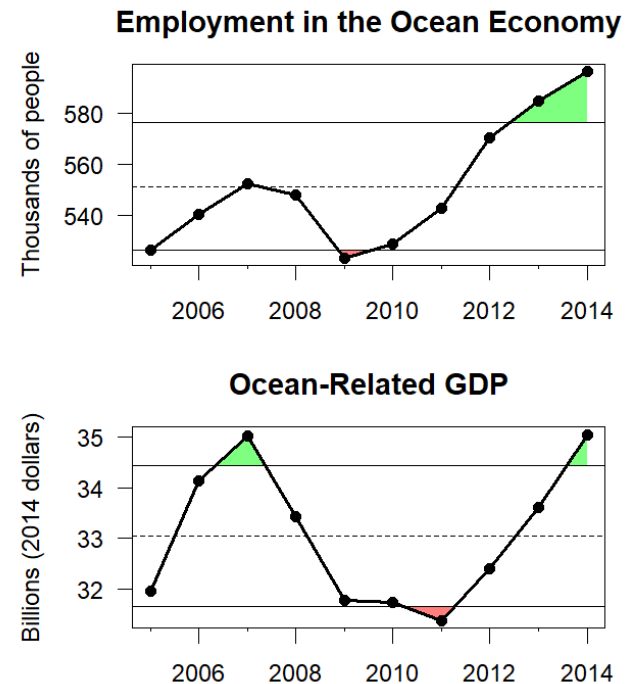 Employment in the Ocean Economy
Thousands of people
580
560
540
2006 2008 2010 2012 2014
Ocean-Related GDP
Billions (2014 dollars)
35
34
33
32
2006 2008 2010 2012 2014